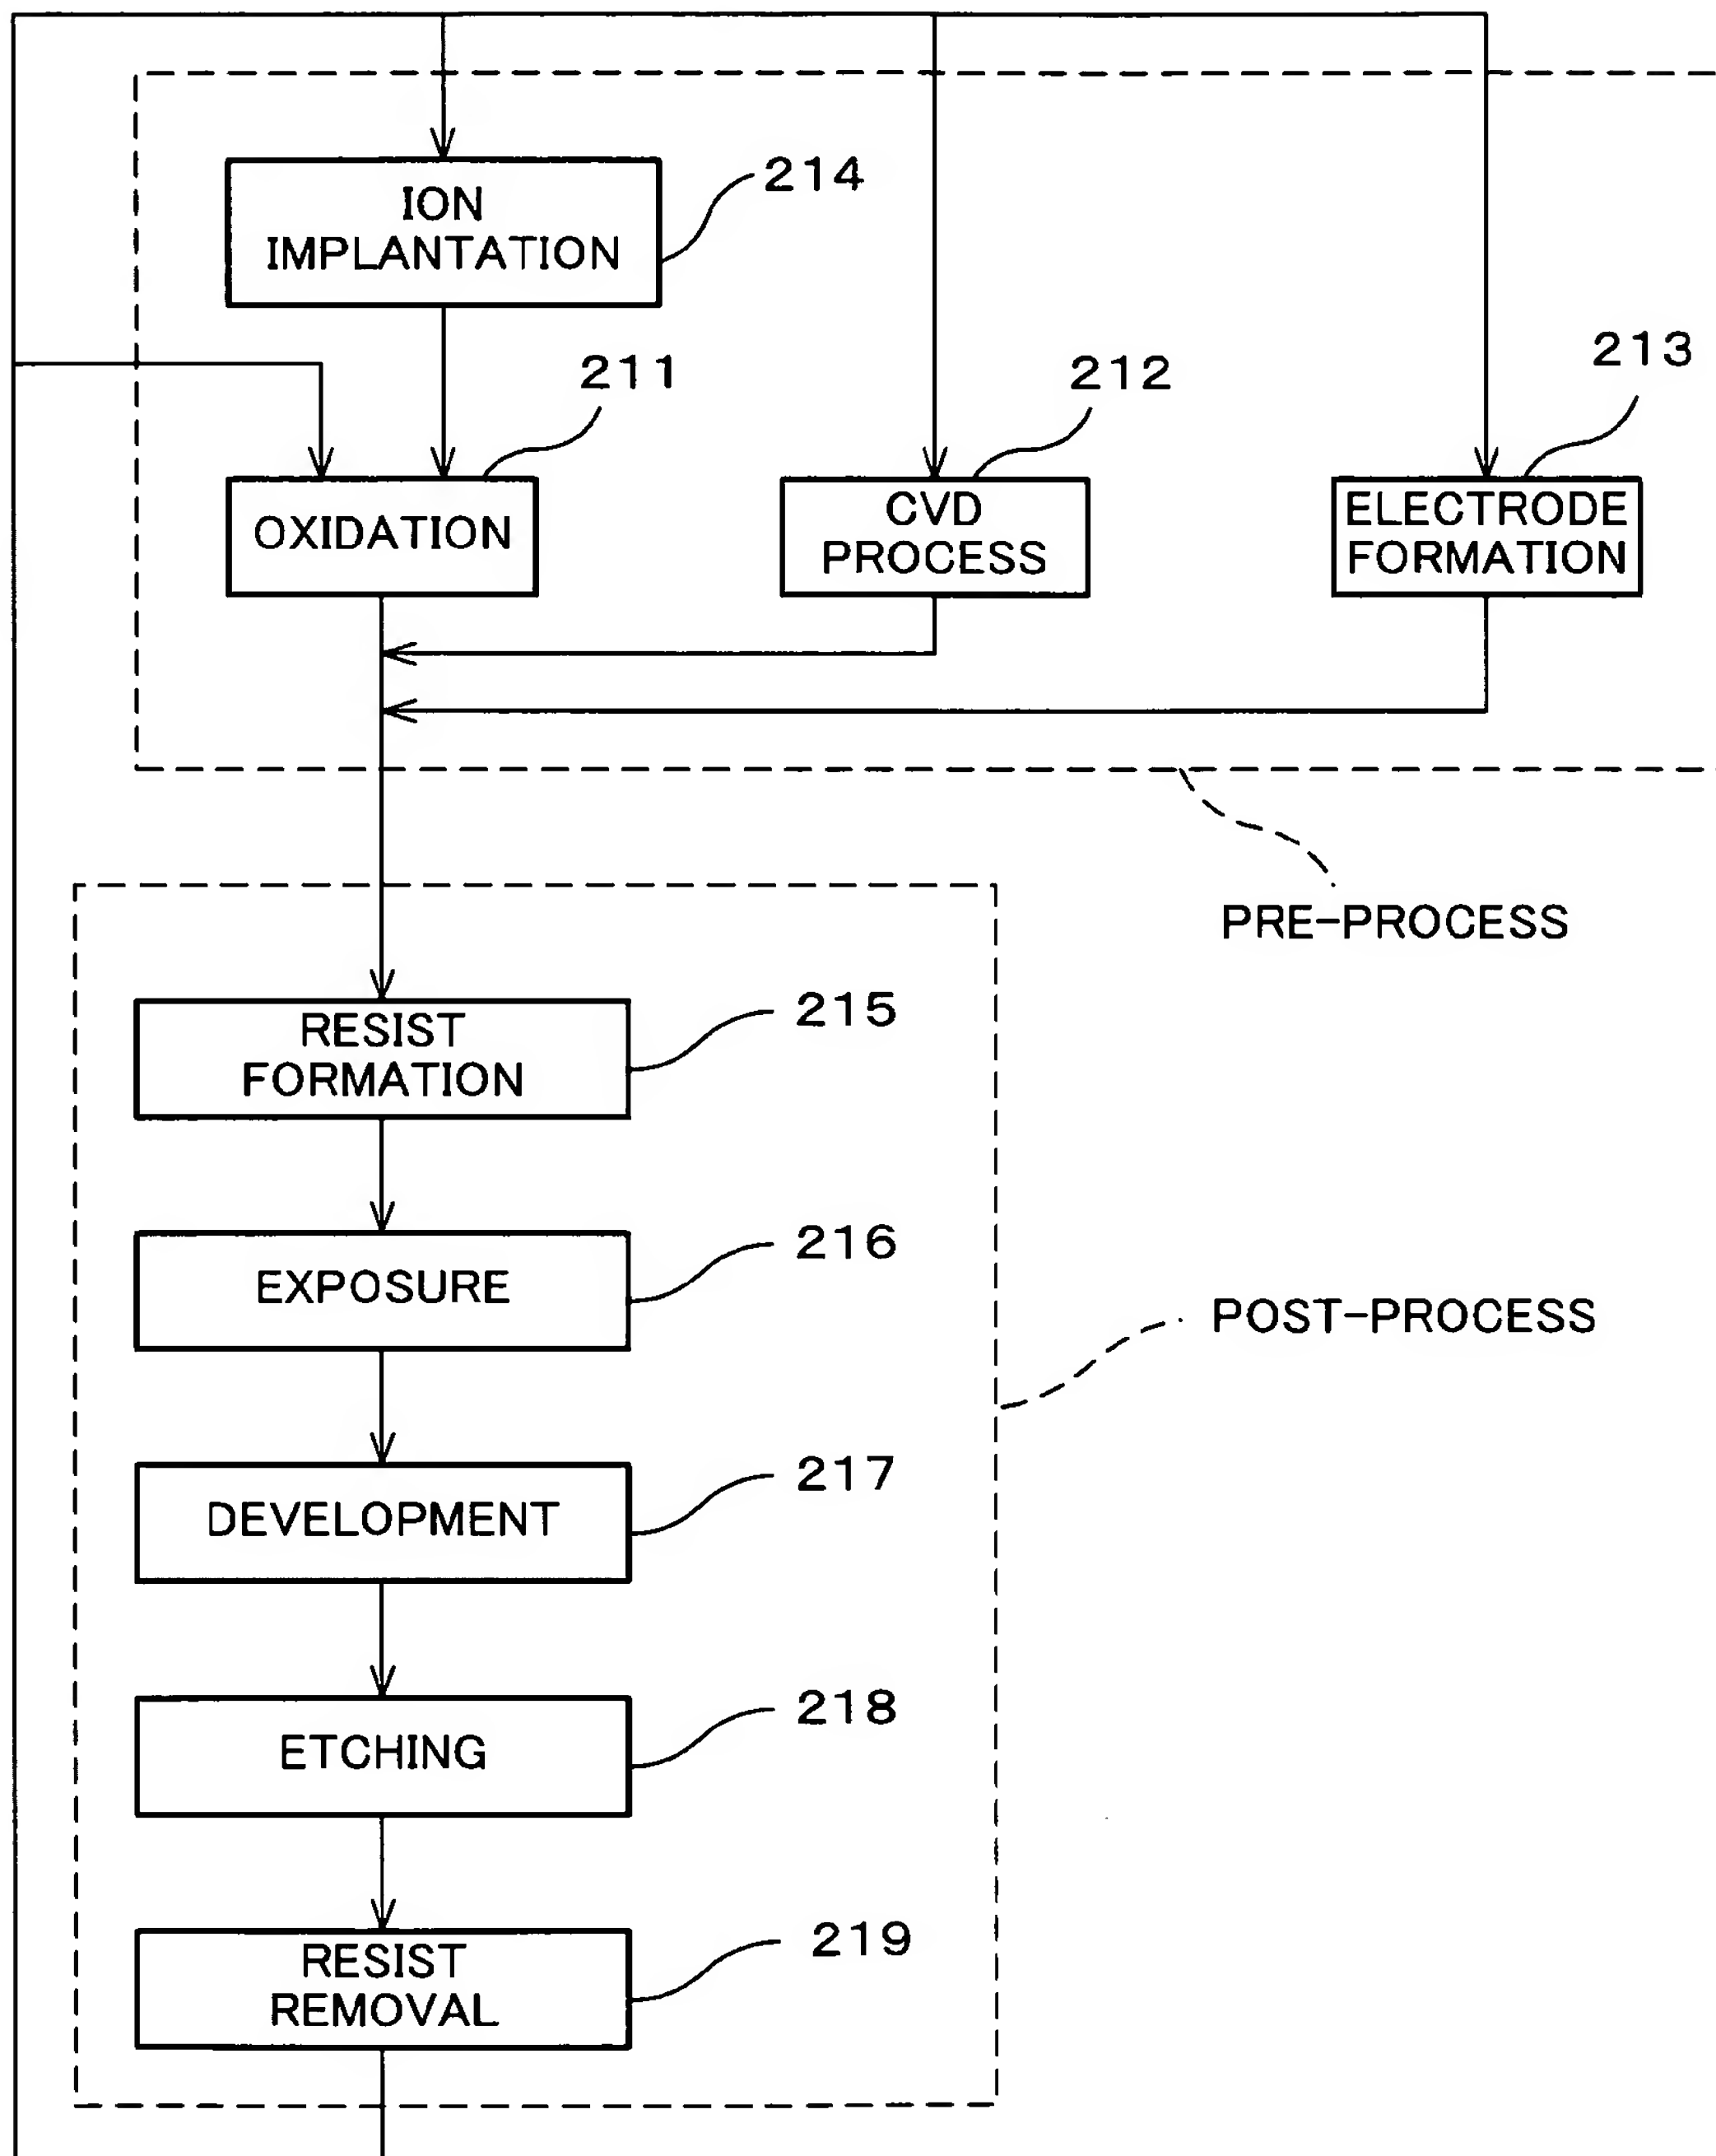 214
ION
IMPLANTATION
211
212
213
OXIDATION
CVD
PROCESS
ELECTRODE
FORMATION
PRE-PROCESS
215
RESIST
FORMATION
216
EXPOSURE
POST-PROCESS
217
DEVELOPMENT
218
ETCHING
219
RESIST
REMOVAL